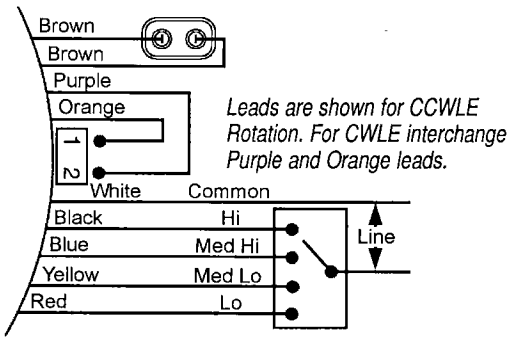 Brown
Brown
Purple
Orange
1
2
Leads are shown for CCWLE
Rotation. For CWLE interchange
Purple and Orange leads.
White Common
Black Hi
Blue Med Hi
Yellow Med Lo
Red Lo
Line